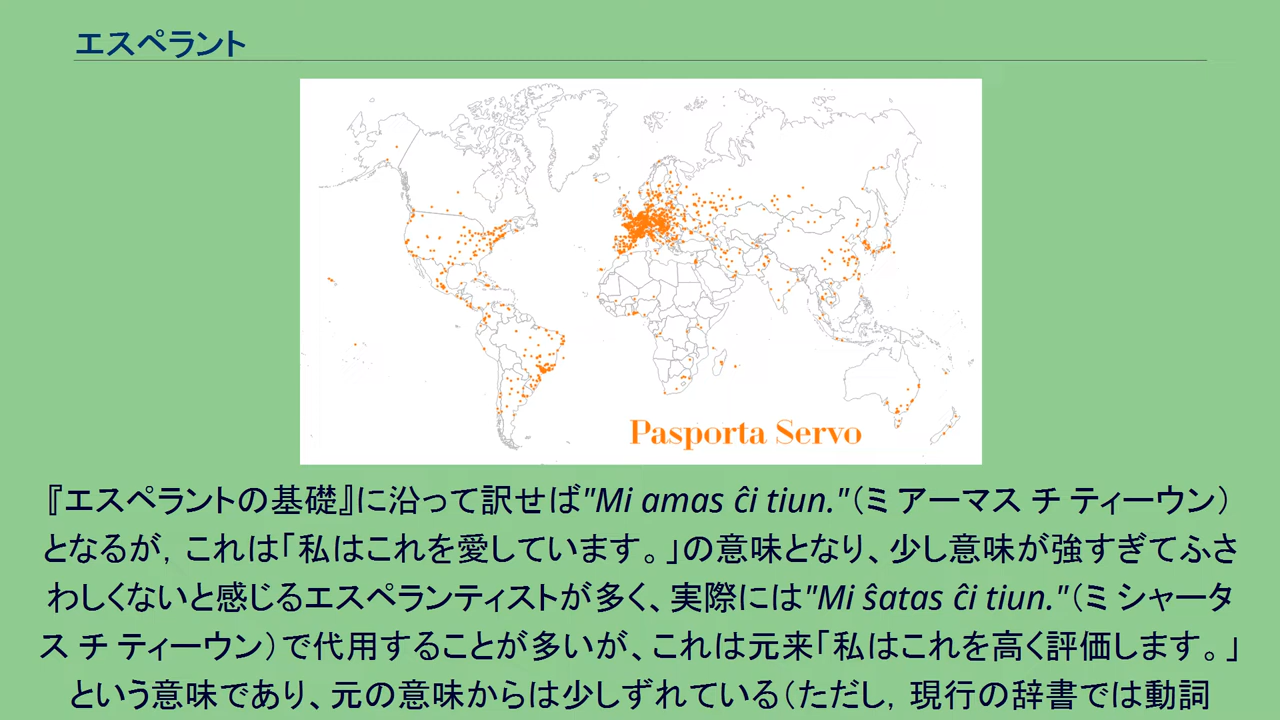 エスペラント
Pasporta Servo
『エスペラントの基礎』に沿って訳せば"Mi amas ĉi tiun."（ミ アーマス チ ティーウン）
となるが，これは「私はこれを愛しています。」の意味となり、少し意味が強すぎてふさ
わしくないと感じるエスペランティストが多く、実際には"Mi ŝatas ĉi tiun."（ミ シャータ
ス チ ティーウン）で代用することが多いが、これは元来「私はこれを高く評価します。」
という意味であり、元の意味からは少しずれている（ただし，現行の辞書では動詞